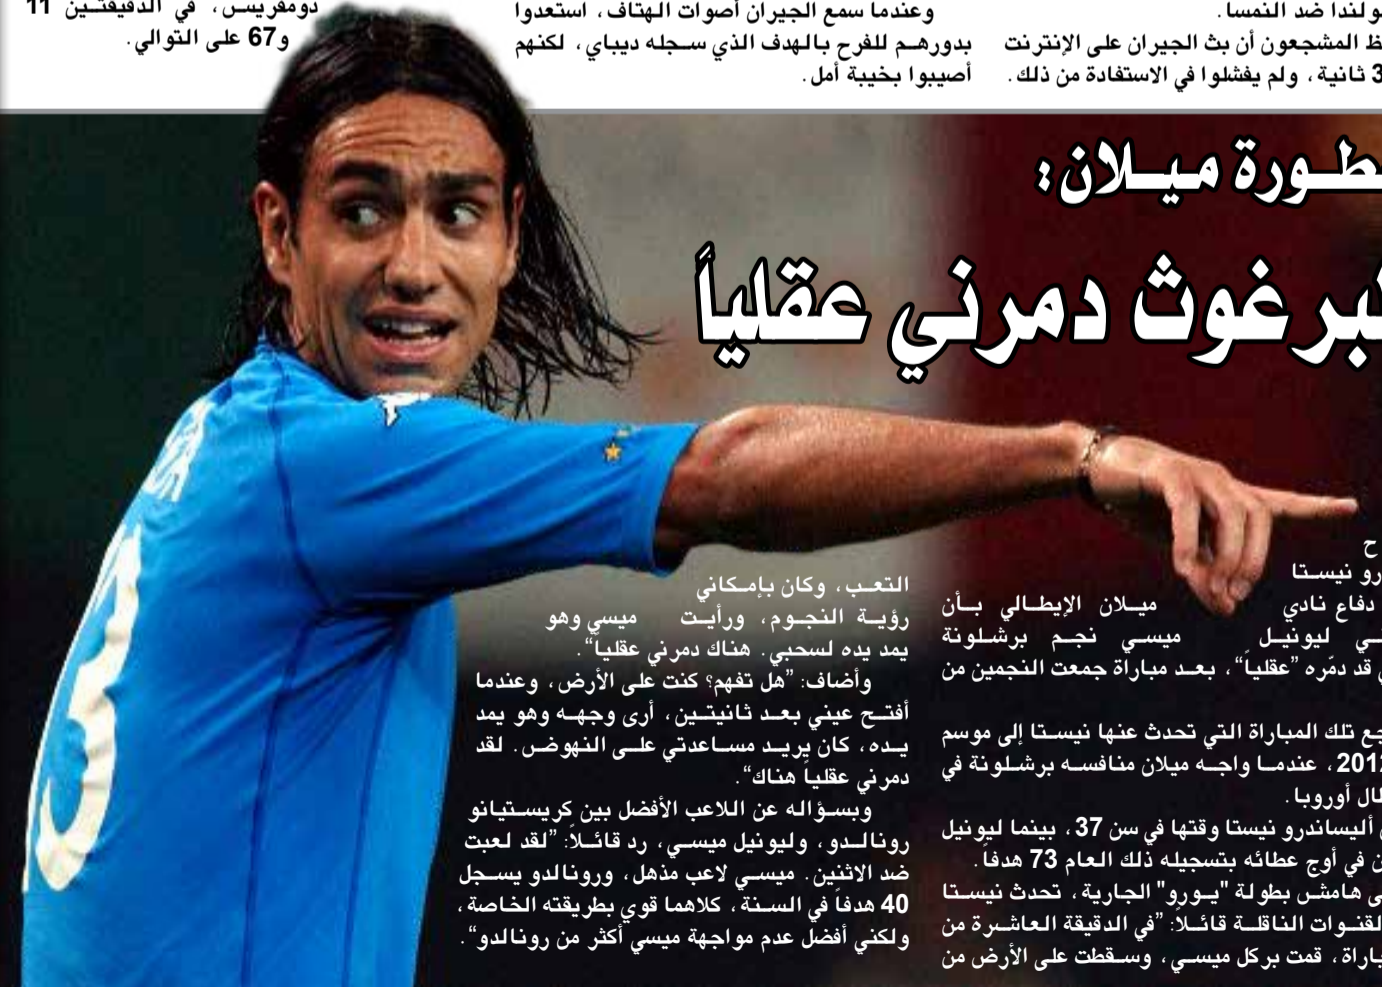 ولندا ضد النمسا.
ظ المشجعون أن بث الجيران على الإنترنت
3 ثانية، ولم يفشلوا في الاستفادة من ذلك.
وعندما سمع الجيران أصوات الهتاف، استعدوا
بدورهم للفرح بالهدف الذي سجله ديباي، لكنهم
أصيبوا بخيبة أمل.
دومفريس، في الدقيقتين 11
و67 على التوالي.
طورة ميلان:
لبرغوث دمرني عقلياً
ح
رو نيستا
دفاع نادي ميلان الإيطالي بأن
ـي ليونيل ميسي نجم برشلونة
ي قد دمّره ”عقلياً“، بعد مباراة جمعت النجمين من
جع تلك المباراة التي تحدث عنها نيستا إلى موسم
201، عندما واجه ميلان منافسه برشلونة في
طال أوروبا.
أليساندرو نيستا وقتها في سن 37، بينما ليونيل
ن في أوج عطائه بتسجيله ذلك العام 73 هدفاً.
ى هامش بطولة "يورو" الجارية، تحدث نيستا
لقنوات الناقلة قائلا: ”في الدقيقة العاشرة من
باراة، قمت بركل ميسي، وسقطت على الأرض من
التعب، وكان بإمكاني
رؤية النجوم، ورأيت ميسي وهو
يمد يده لسحبي. هناك دمرني عقلياً“.
وأضاف: ”هل تفهم؟ كنت على الأرض، وعندما
أفتح عيني بعد ثانيتين، أرى وجهه وهو يمد
يده، كان يريد مساعدتي على النهوض. لقد
دمرني عقلياً هناك“.
وبسؤاله عن اللاعب الأفضل بين كريستيانو
رونالدو، وليونيل ميسي، رد قائلاً: ”لقد لعبت
ضد الاثنين. ميسي لاعب مذهل، ورونالدو يسجل
40 هدفاً في السنة، كلاهما قوي بطريقته الخاصة،
ولكني أفضل عدم مواجهة ميسي أكثر من رونالدو“.
13